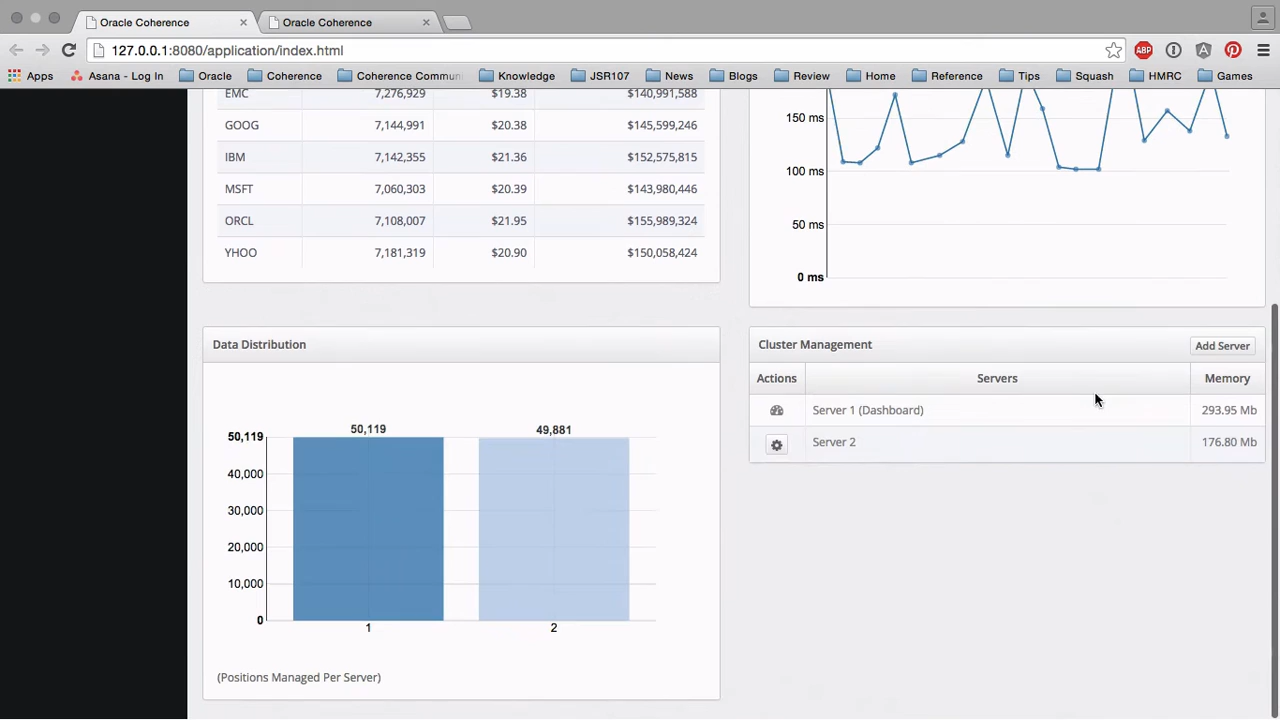 Oracle Coherence
Oracle Coherence
127.0.0.1:8080/application/index.html
ABP
Apps
Asana - Log In
Oracle
Coherence
Coherence Commun
Knowledge
JSR107
News
Blogs
Review
Home
Reference
Tips
Squash
HMRC
Games
EMC 7,276,929 $19.38 $140,991,588
GOOG 7,144,991 $20.38 $145,599,246
IBM 7,142,355 $21.36 $152,575,815
MSFT 7,060,303 $20.39 $143,980,446
ORCL 7,108,007 $21.95 $155,989,324
YHOO 7,181,319 $20.90 $150,058,424
150 ms
100 ms
50 ms
0 ms
Data Distribution
50,119
40,000
30,000
20,000
10,000
0
50,119
49,881
1
2
(Positions Managed Per Server)
Cluster Management
Add Server
Actions Servers Memory
Server 1 (Dashboard) 293.95 Mb
Server 2 176.80 Mb